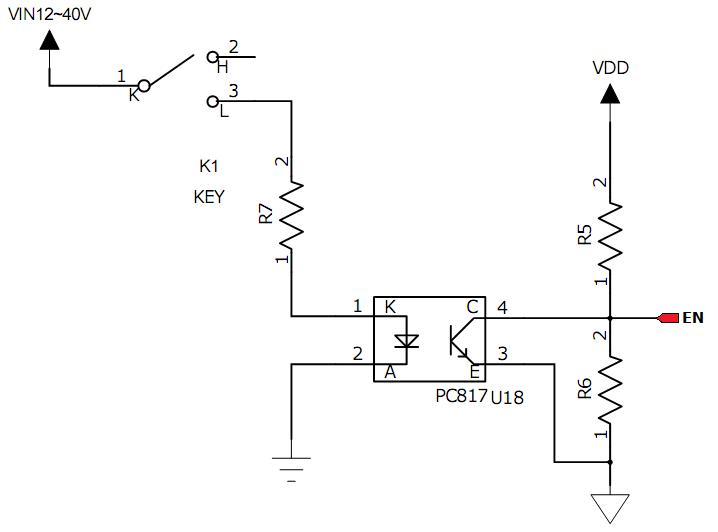 VIN12~40V
2
1
H
K
VDD
3
L
K1
2
KEY
2
R7
R5
1
1
1
K
C
4
EN
2
2
3
A
E
R6
PC817
U18
1